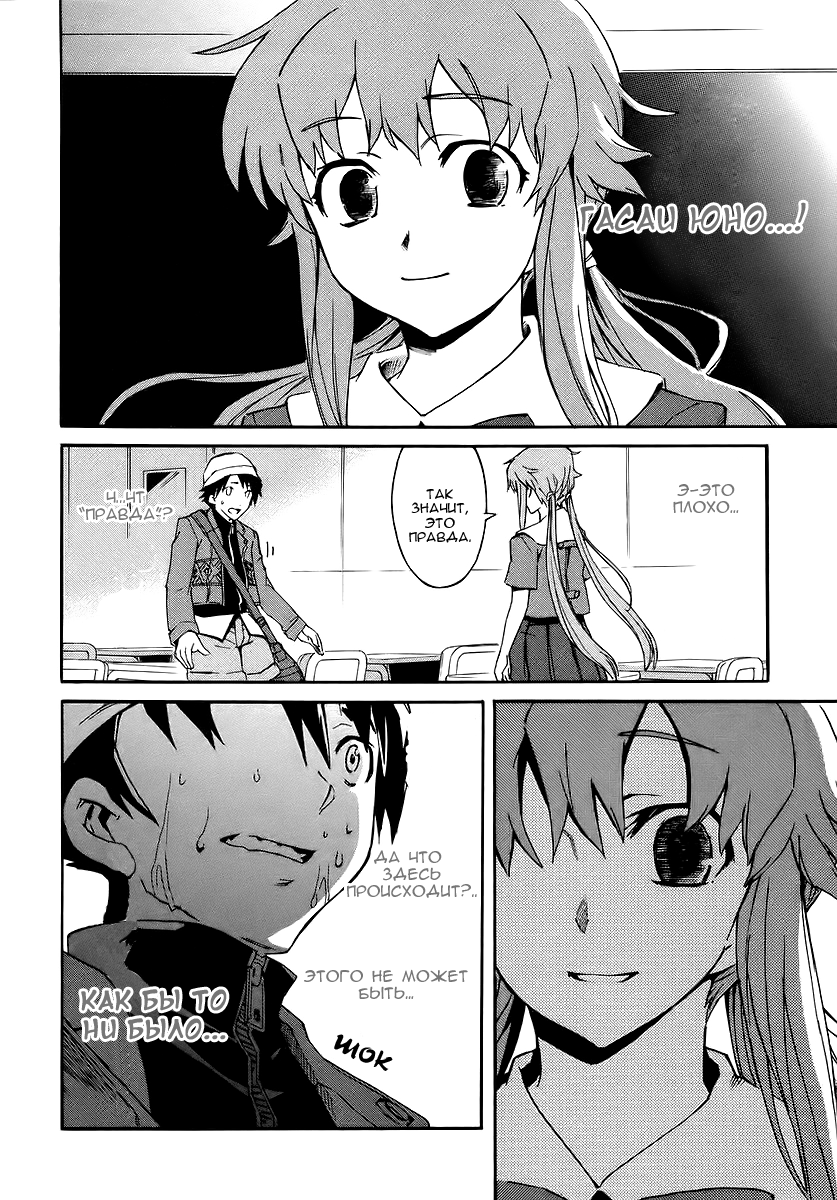 ГАСАИ ЮНО....!
Э-ЭТО
ПЛОХО...
ТАК
ЗНАЧИТ,
ЭТО
ПРАВДА.
Ч...ЧТ
"ПРАВДА"?
ДА ЧТО
ЗДЕСЬ
ПРОИСХОДИТ?..
ЭТОГО НЕ МОЖЕТ
БЫТЬ...
КАК БЫ ТО
НИ БЫЛО...
ШОК